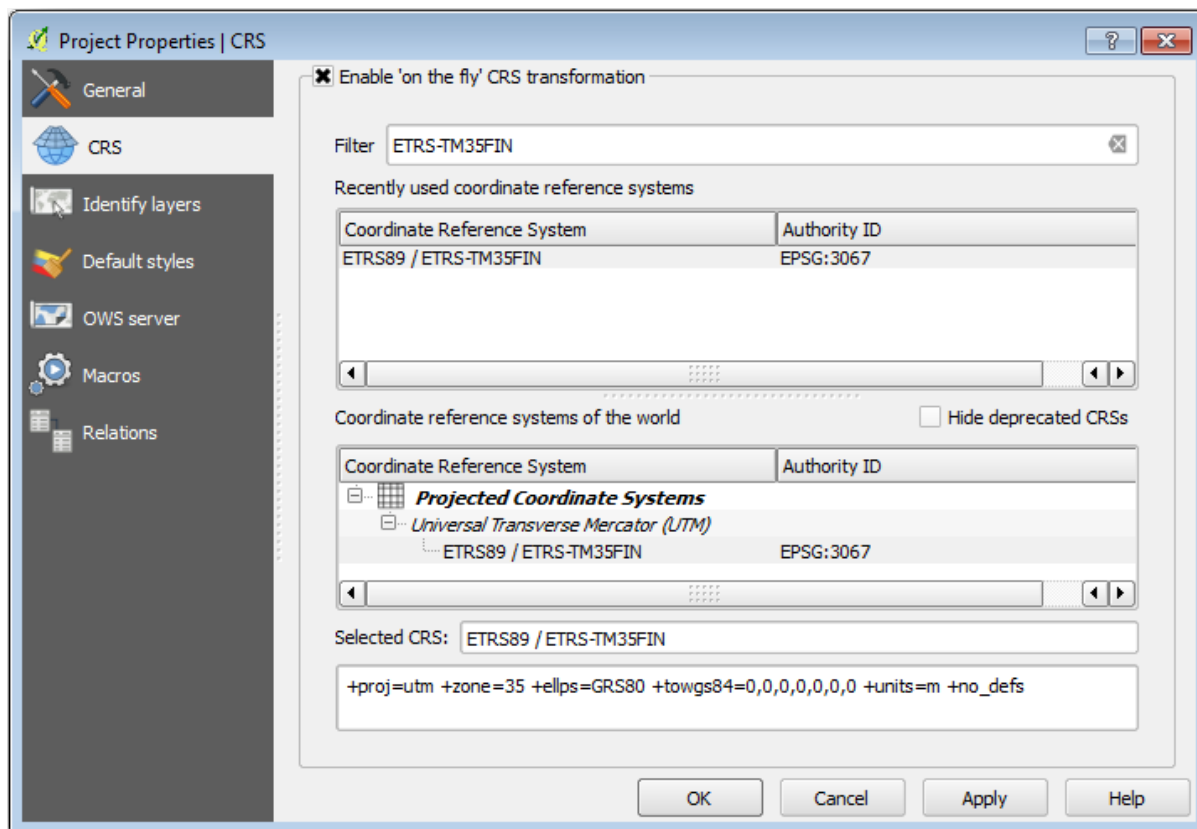 Project Properties | CRS
General
CRS
Identify layers
Default styles
OWS server
Macros
Relations
Enable 'on the fly' CRS transformation
Filter ETRS-TM35FIN
Recently used coordinate reference systems
Coordinate Reference System Authority ID
ETRS89 / ETRS-TM35FIN EPSG:3067
Coordinate reference systems of the world Hide deprecated CRSs
Coordinate Reference System Authority ID
Projected Coordinate Systems
Universal Transverse Mercator (UTM)
ETRS89 / ETRS-TM35FIN EPSG:3067
Selected CRS: ETRS89 / ETRS-TM35FIN
+proj=utm +zone=35 +ellps=GRS80 +towgs84=0,0,0,0,0,0,0 +units=m +no_defs
OK Cancel Apply Help